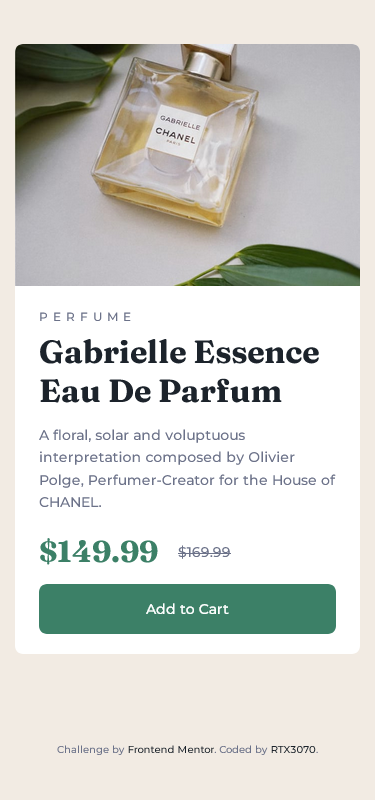 GABRIELLE
CHANEL
PARIS
PERFUME
Gabrielle Essence
Eau De Parfum
A floral, solar and voluptuous
interpretation composed by Olivier
Polge, Perfumer-Creator for the House of
CHANEL.
$149.99 $169.99
Add to Cart
Challenge by Frontend Mentor. Coded by RTX3070.